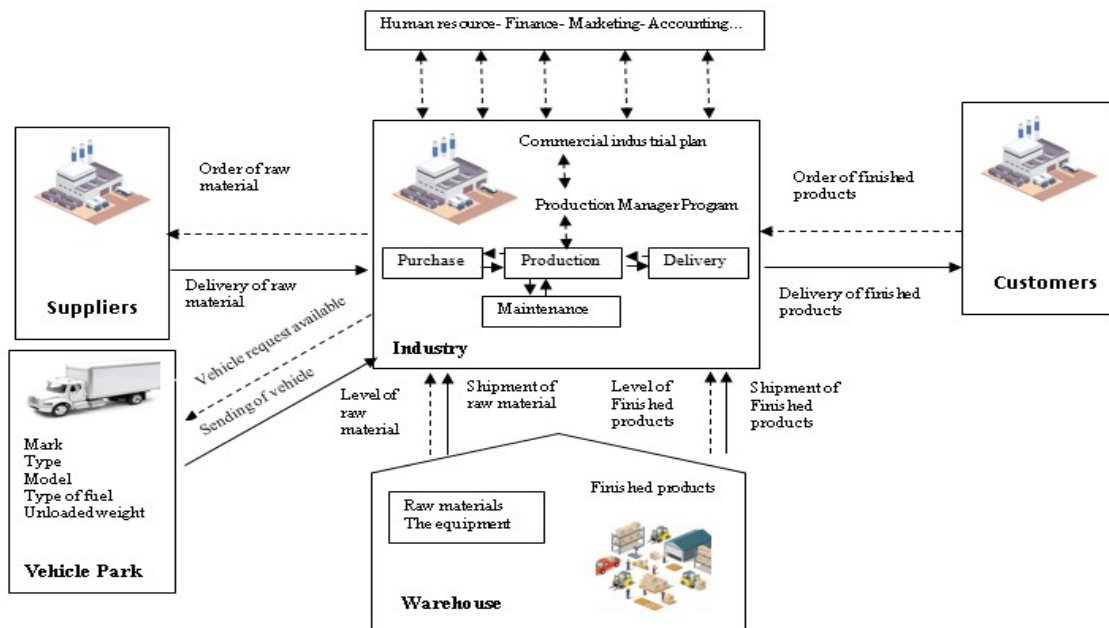 Human resource- Finance- Marketing- Accounting...
Commercial industrial plan
Production Manager Program
Purchase
Production
Delivery
Maintenance
Industry
Order of raw
material
Delivery of raw
material
Suppliers
Order of finished
products
Delivery of finished
products
Customers
Vehicle request available
Sending of vehicle
Mark
Type
Model
Type of fuel
Unloaded weight
Vehicle Park
Level of
raw
material
Shipment of
raw material
Level of
Finished
products
Shipment of
Finished
products
Raw materials
The equipment
Finished products
Warehouse